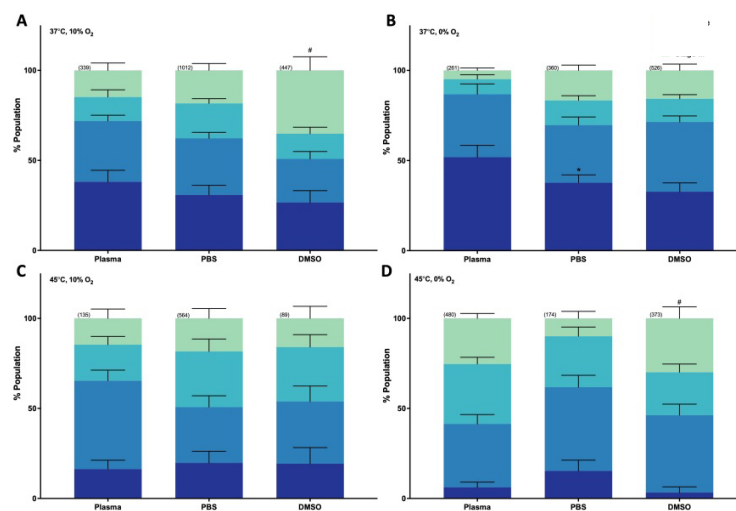 A
37°C, 10% O2
#
(339)
(1012)
(447)
100
50
0
% Population
Plasma
PBS
DMSO
B
37°C, 0% O2
(261)
(360)
(526)
100
50
0
% Population
*
Plasma
PBS
DMSO
C
45°C, 10% O2
(135)
(564)
(89)
100
50
0
% Population
Plasma
PBS
DMSO
D
45°C, 0% O2
#
(480)
(174)
(373)
100
50
0
% Population
Plasma
PBS
DMSO